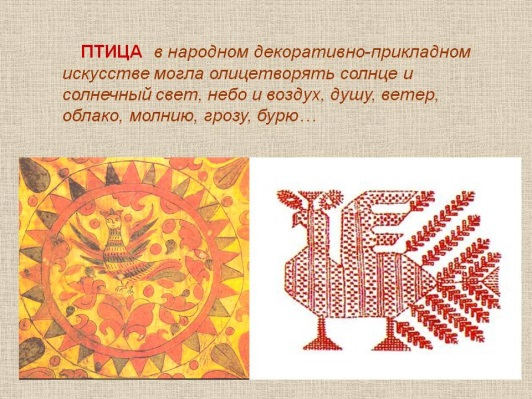 ПТИЦА в народном декоративно-прикладном
искусстве могла олицетворять солнце и
солнечный свет, небо и воздух, душу, ветер,
облако, молнию, грозу, бурю…